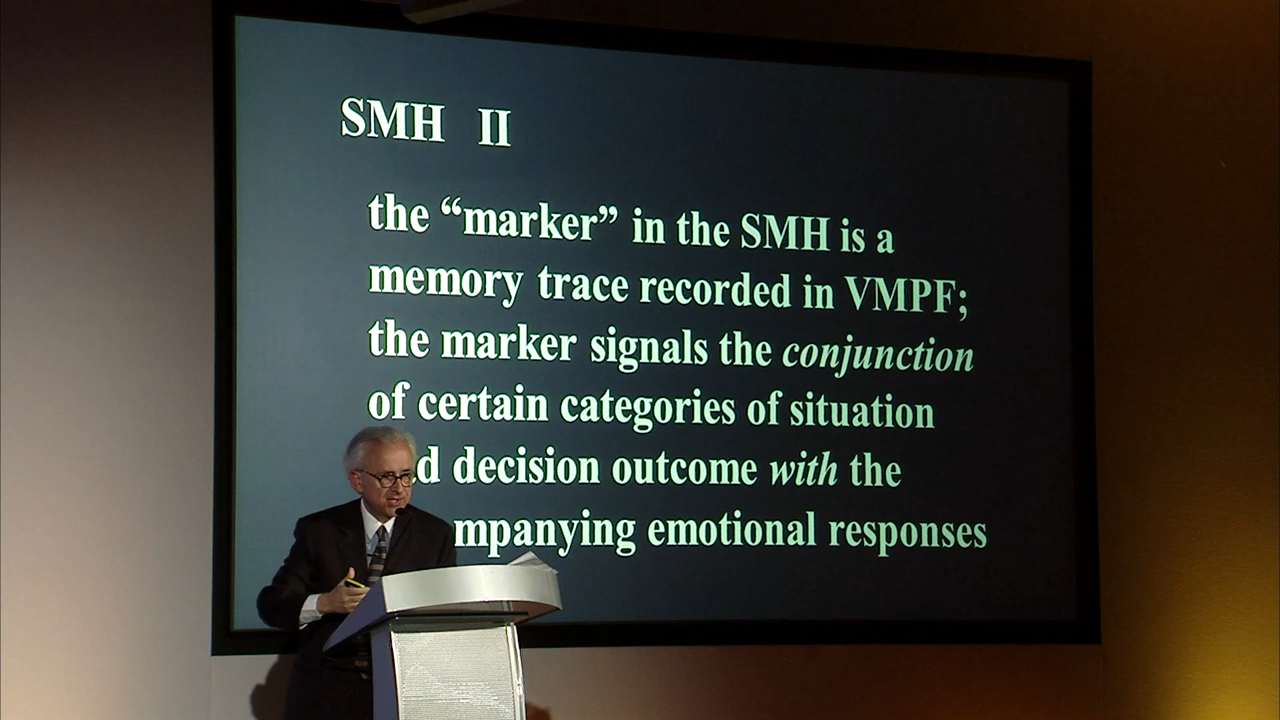 SMH II
the “marker” in the SMH is a
memory trace recorded in VMPF;
the marker signals the conjunction
of certain categories of situation
decision outcome with the
emotional responses